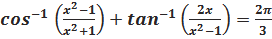 cos⁻¹ ((x²−1)/(x²+1)) + tan⁻¹ (2x/(x²−1)) = 2π/3